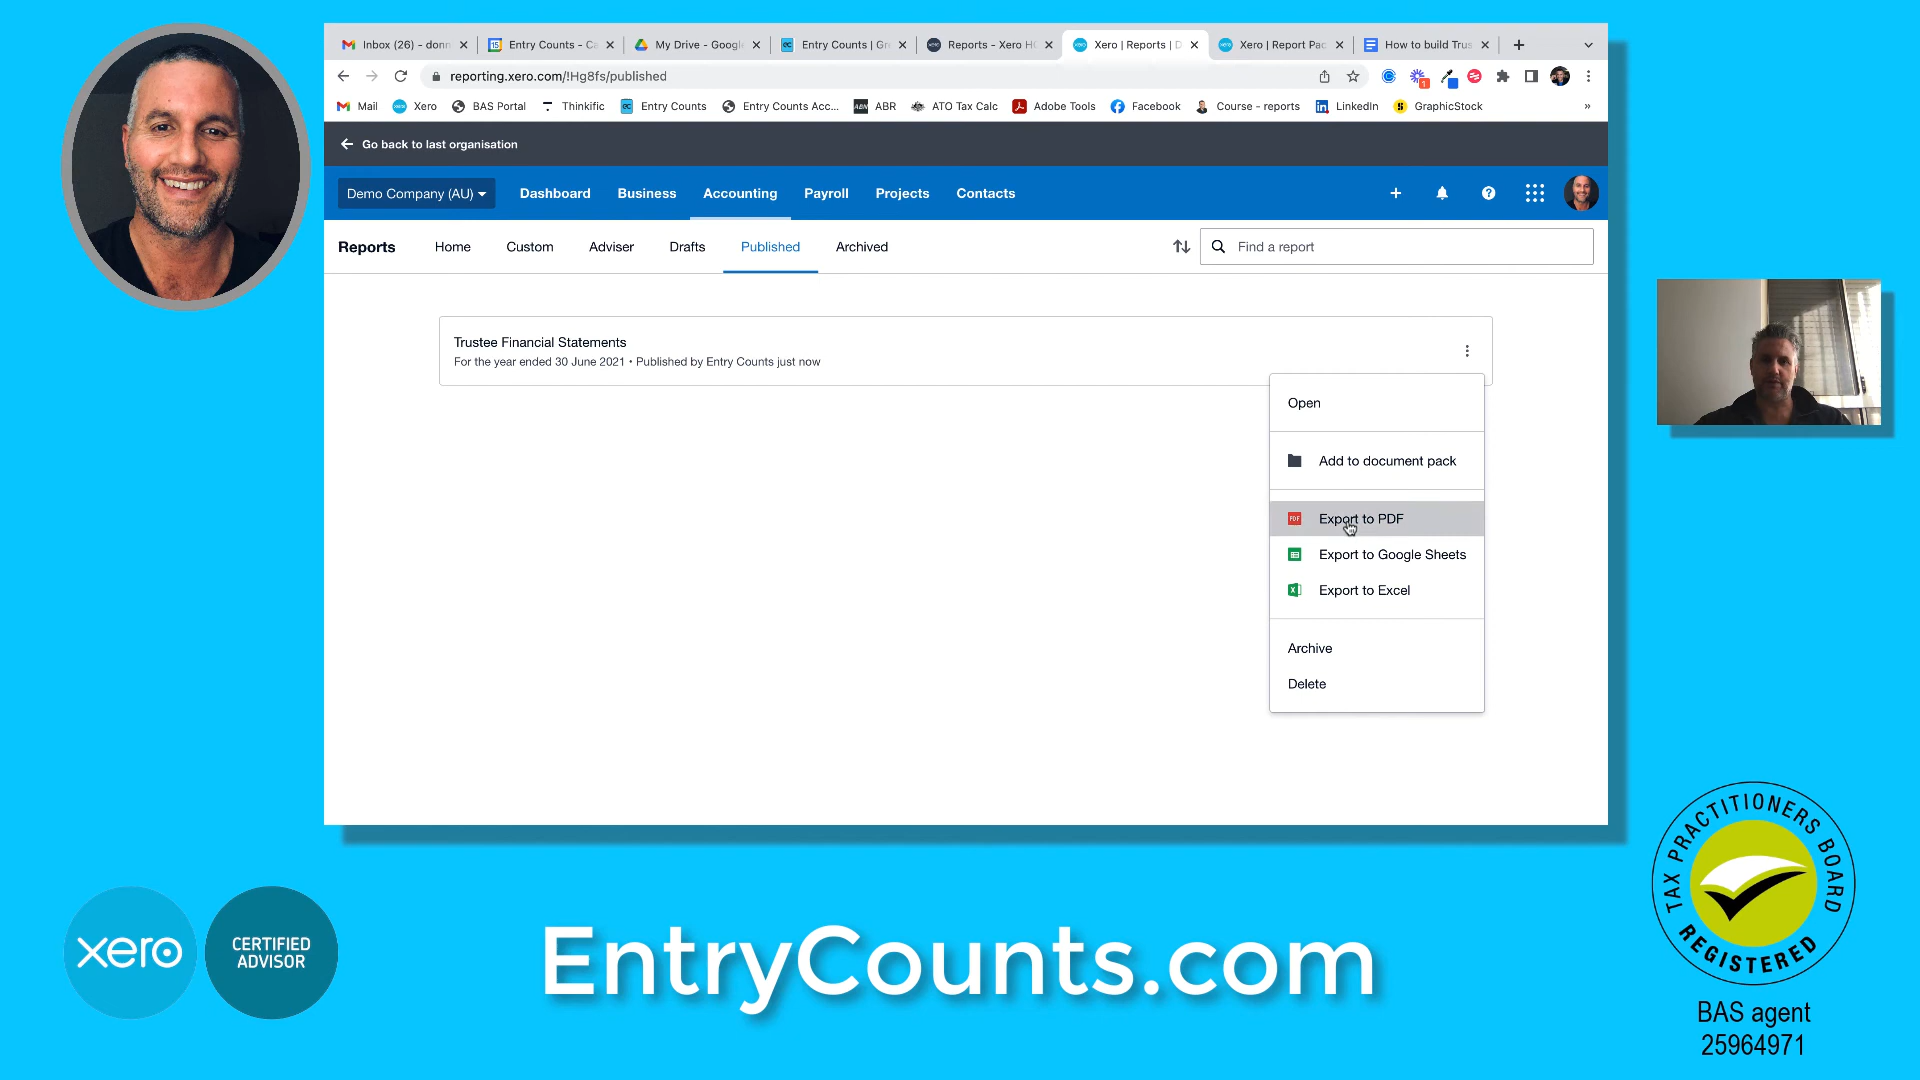 Inbox (26) - donn
Entry Counts - Ca
My Drive - Google
Entry Counts | Gr
Reports - Xero H
Xero | Reports | D
Xero | Report Pac
How to build Trus
reporting.xero.com/!Hg8fs/published
1
Mail
Xero
BAS Portal
Thinkific
Entry Counts
Entry Counts Acc...
ABR
ATO Tax Calc
Adobe Tools
Facebook
Course - reports
LinkedIn
GraphicStock
»
Go back to last organisation
Demo Company (AU)
Dashboard
Business
Accounting
Payroll
Projects
Contacts
Reports
Home
Custom
Adviser
Drafts
Published
Archived
Find a report
Trustee Financial Statements
For the year ended 30 June 2021 • Published by Entry Counts just now
Open
Add to document pack
PDF
Export to PDF
Export to Google Sheets
Export to Excel
Archive
Delete
xero
CERTIFIED
ADVISOR
EntryCounts.com
TAX PRACTITIONERS BOARD
REGISTERED
BAS agent
25964971